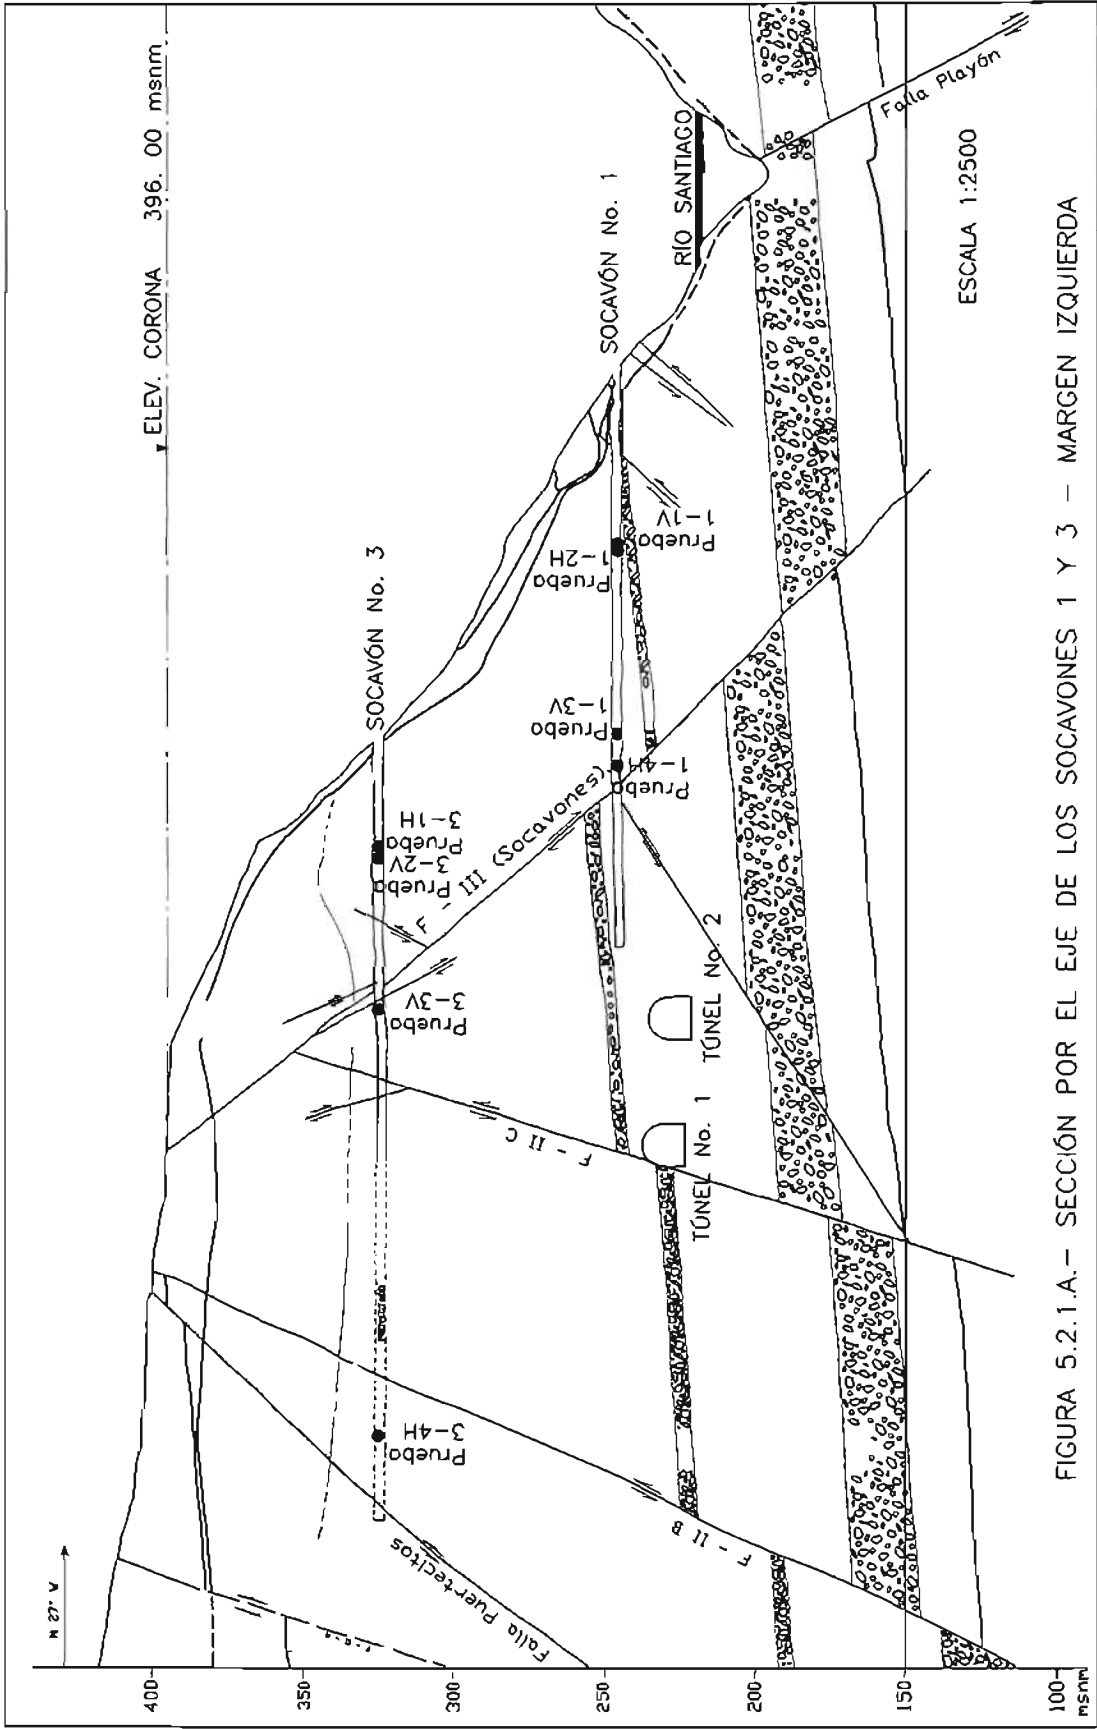 N 27° W
ELEV. CORONA 396. 00 msnm
SOCAVÓN No. 3
Prueba
3-1H
Prueba
3-2V
Prueba
3-3V
Prueba
3-4H
SOCAVÓN No. 1
Prueba
1-1V
Prueba
1-2H
Prueba
1-3V
Prueba
1-4H
F - III (Socavones)
F - II C
F - II B
Falla Puertecitos
TÚNEL No. 1
TÚNEL No. 2
RÍO SANTIAGO
Falla Playón
400
350
300
250
200
150
100
msnm
ESCALA 1:2500
FIGURA 5.2.1.A.- SECCIÓN POR EL EJE DE LOS SOCAVONES 1 Y 3 - MARGEN IZQUIERDA